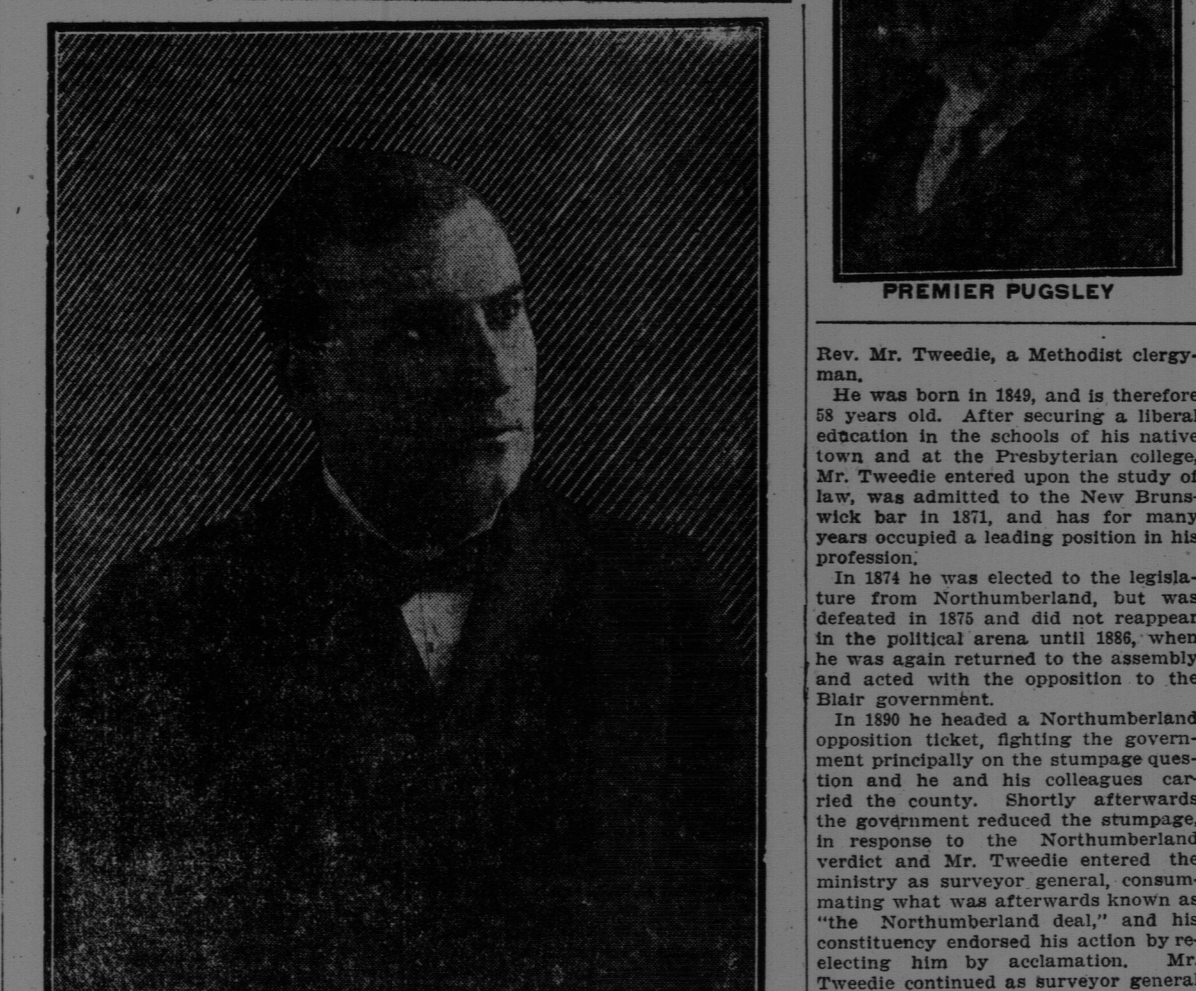 PREMIER PUGSLEY
Rev. Mr. Tweedie, a Methodist clergy-
man.
He was born in 1849, and is therefore
58 years old. After securing a liberal
education in the schools of his native
town and at the Presbyterian college,
Mr. Tweedie entered upon the study of
law, was admitted to the New Bruns-
wick bar in 1871, and has for many
years occupied a leading position in his
profession.
In 1874 he was elected to the legisla-
ture from Northumberland, but was
defeated in 1875 and did not reappear
in the political arena until 1886, when
he was again returned to the assembly
and acted with the opposition to the
Blair government.
In 1890 he headed a Northumberland
opposition ticket, fighting the govern-
ment principally on the stumpage ques-
tion and he and his colleagues car-
ried the county. Shortly afterwards
the government reduced the stumpage,
in response to the Northumberland
verdict and Mr. Tweedie entered the
ministry as surveyor general, consum-
mating what was afterwards known as
"the Northumberland deal," and his
constituency endorsed his action by re-
electing him by acclamation. Mr.
Tweedie continued as surveyor general